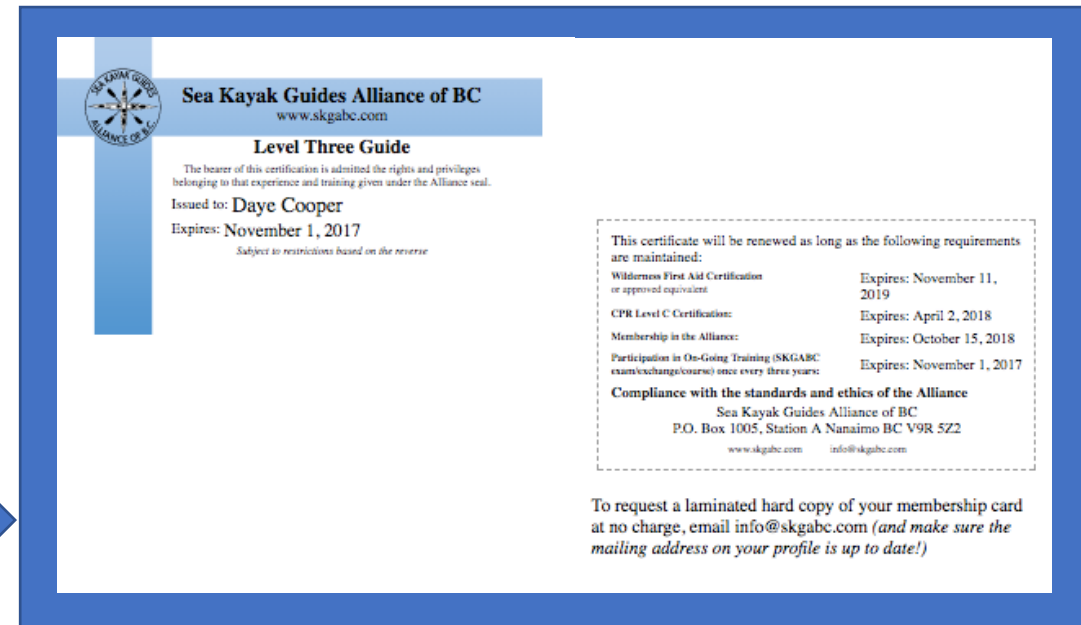 SEA KAYAK GUIDES
ALLIANCE OF B.C.
Sea Kayak Guides Alliance of BC
www.skgabc.com
Level Three Guide
The bearer of this certification is admitted the rights and privileges
belonging to that experience and training given under the Alliance seal.
Issued to: Daye Cooper
Expires: November 1, 2017
Subject to restrictions based on the reverse
This certificate will be renewed as long as the following requirements
are maintained:
Wilderness First Aid Certification
or approved equivalent
Expires: November 11,
2019
CPR Level C Certification:
Expires: April 2, 2018
Membership in the Alliance:
Expires: October 15, 2018
Participation in On-Going Training (SKGABC
exam/exchange/course) once every three years:
Expires: November 1, 2017
Compliance with the standards and ethics of the Alliance
Sea Kayak Guides Alliance of BC
P.O. Box 1005, Station A Nanaimo BC V9R 5Z2
www.skgabc.com info@skgabc.com
To request a laminated hard copy of your membership card
at no charge, email info@skgabc.com (and make sure the
mailing address on your profile is up to date!)